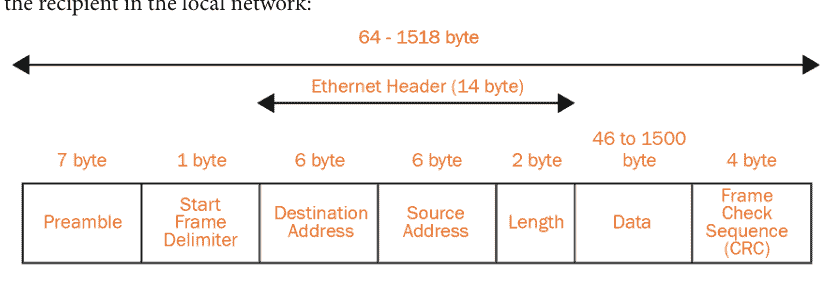 the recipient in the local network:
64 - 1518 byte
Ethernet Header (14 byte)
46 to 1500
7 byte 1 byte 6 byte 6 byte 2 byte byte 4 byte
Preamble
Start
Frame
Delimiter
Destination
Address
Source
Address
Length
Data
Frame
Check
Sequence
(CRC)